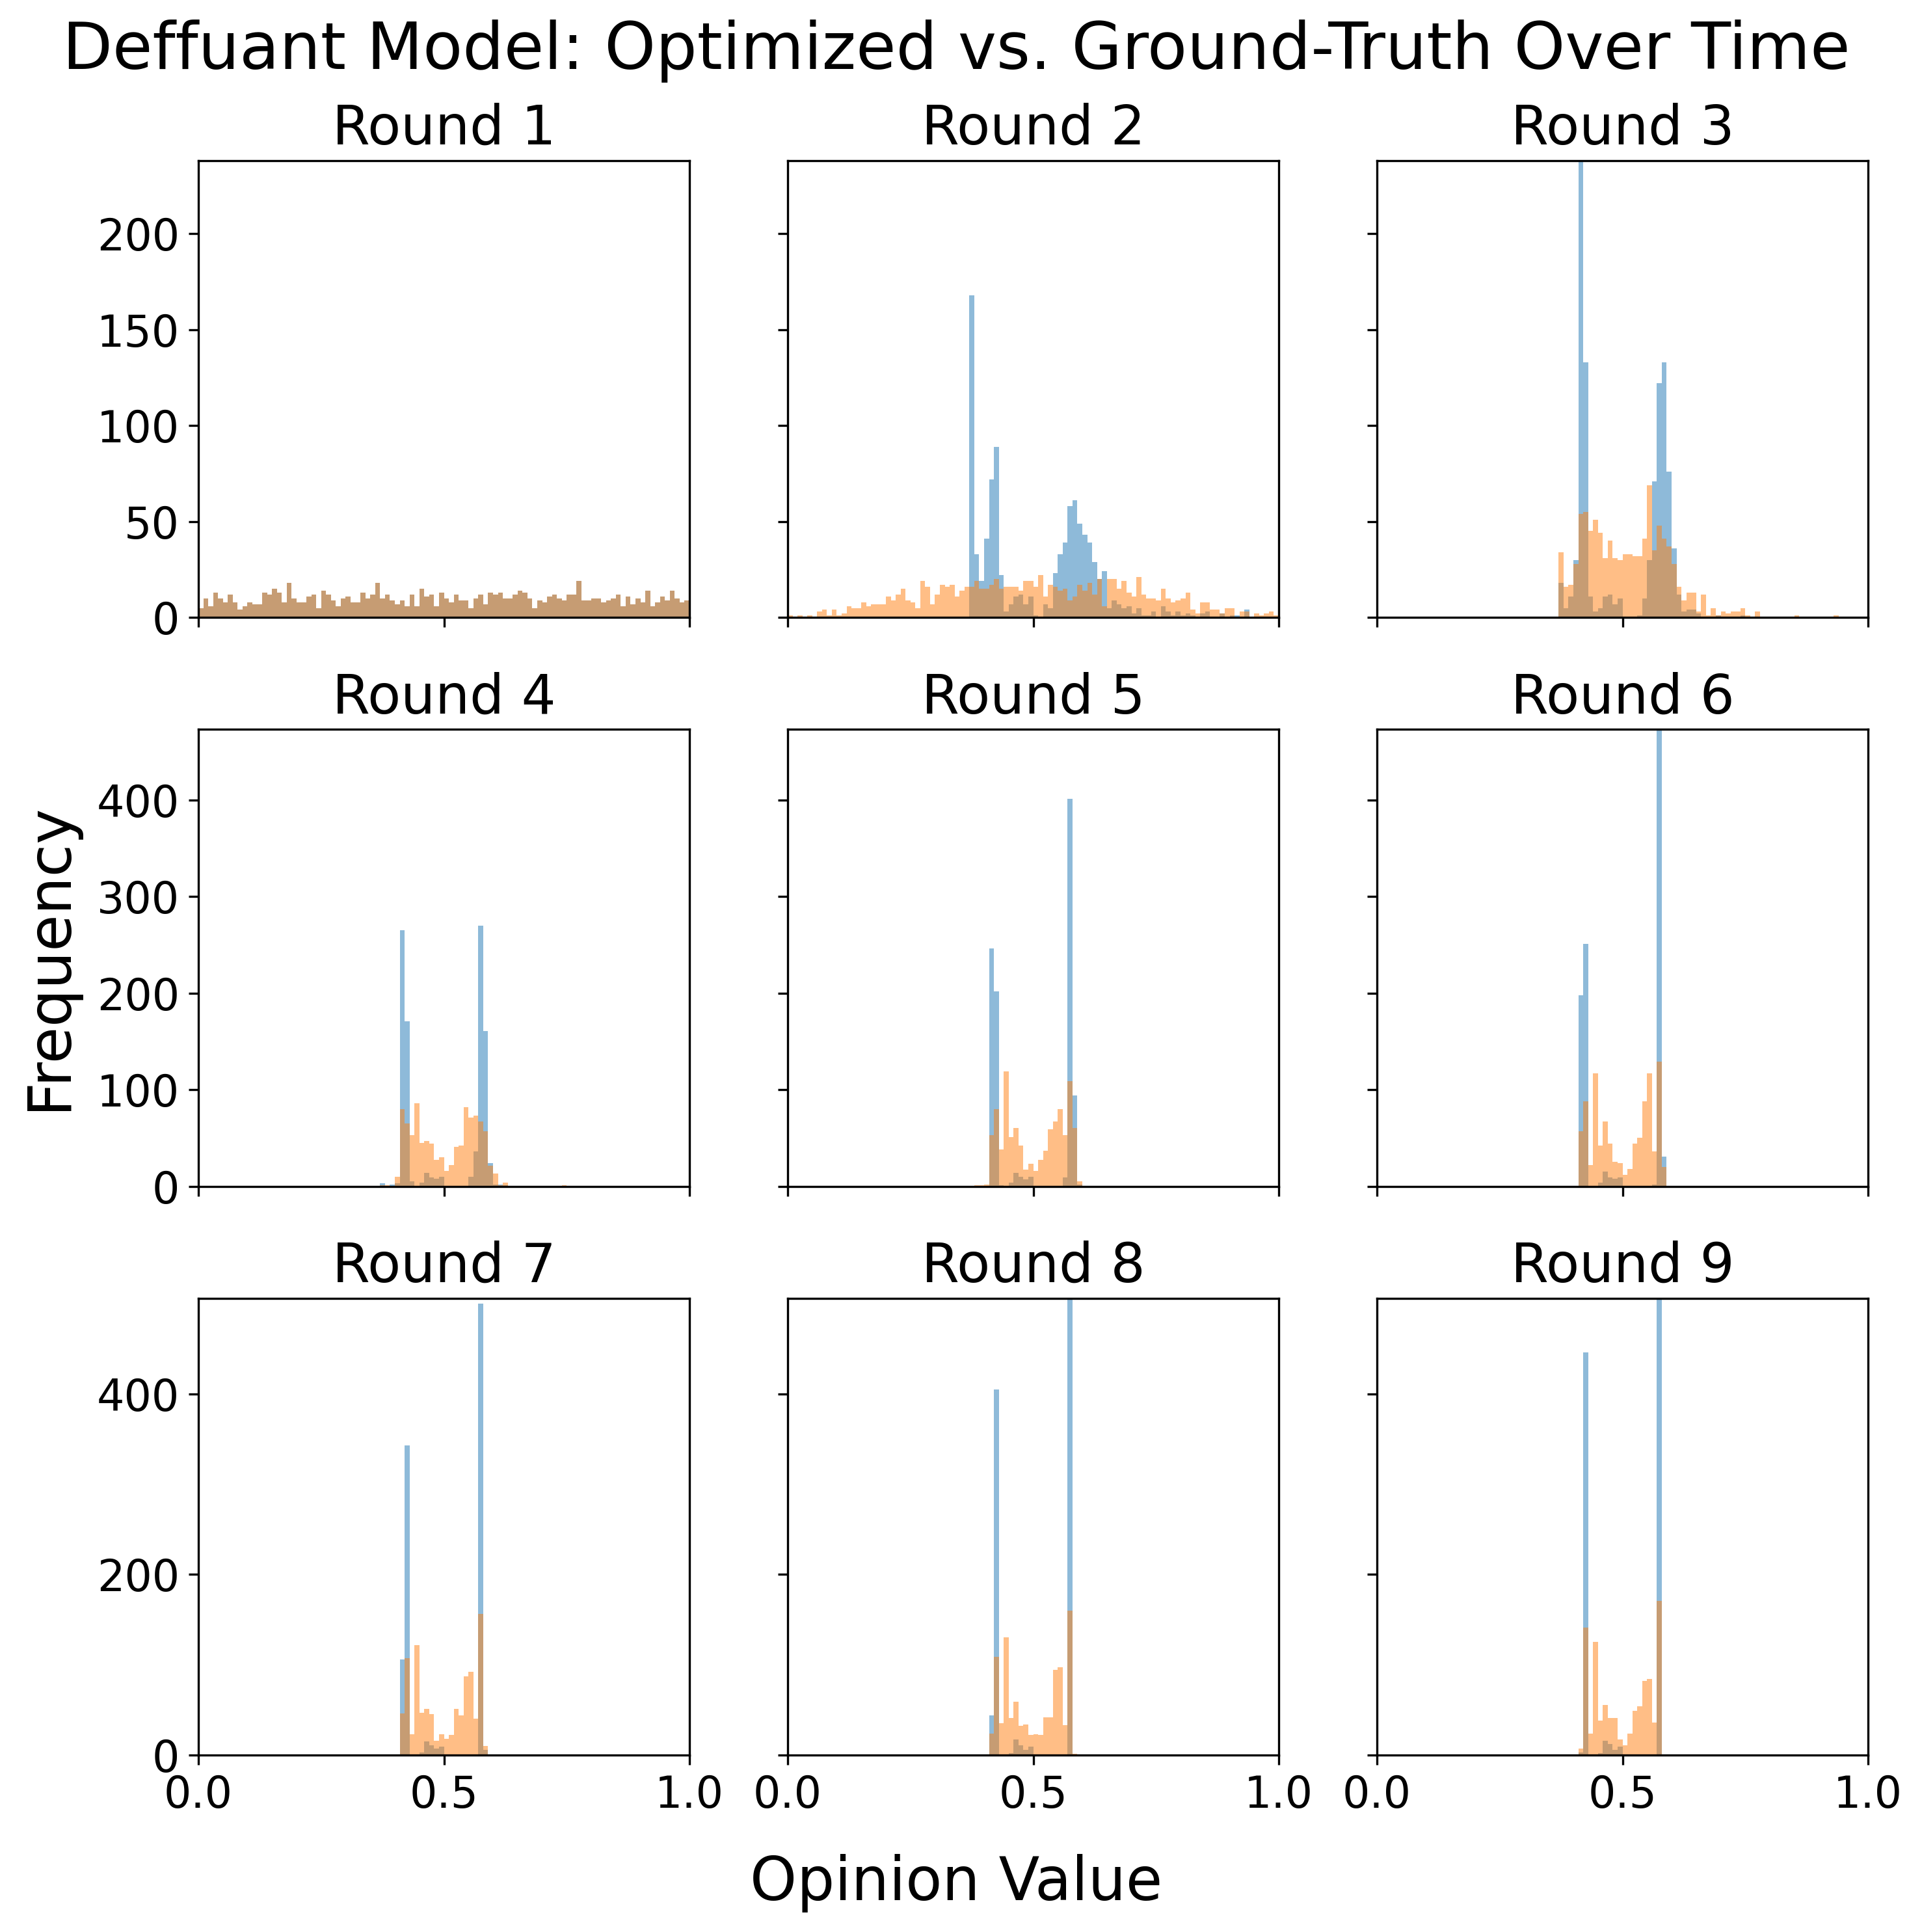 Deffuant Model: Optimized vs. Ground-Truth Over Time
Round 1
Round 2
Round 3
200
150
100
50
0
Round 4
Round 5
Round 6
400
300
200
100
0
Frequency
Round 7
Round 8
Round 9
400
200
0
0.0 0.5 1.0 0.0 0.5 1.0 0.0 0.5 1.0
Opinion Value